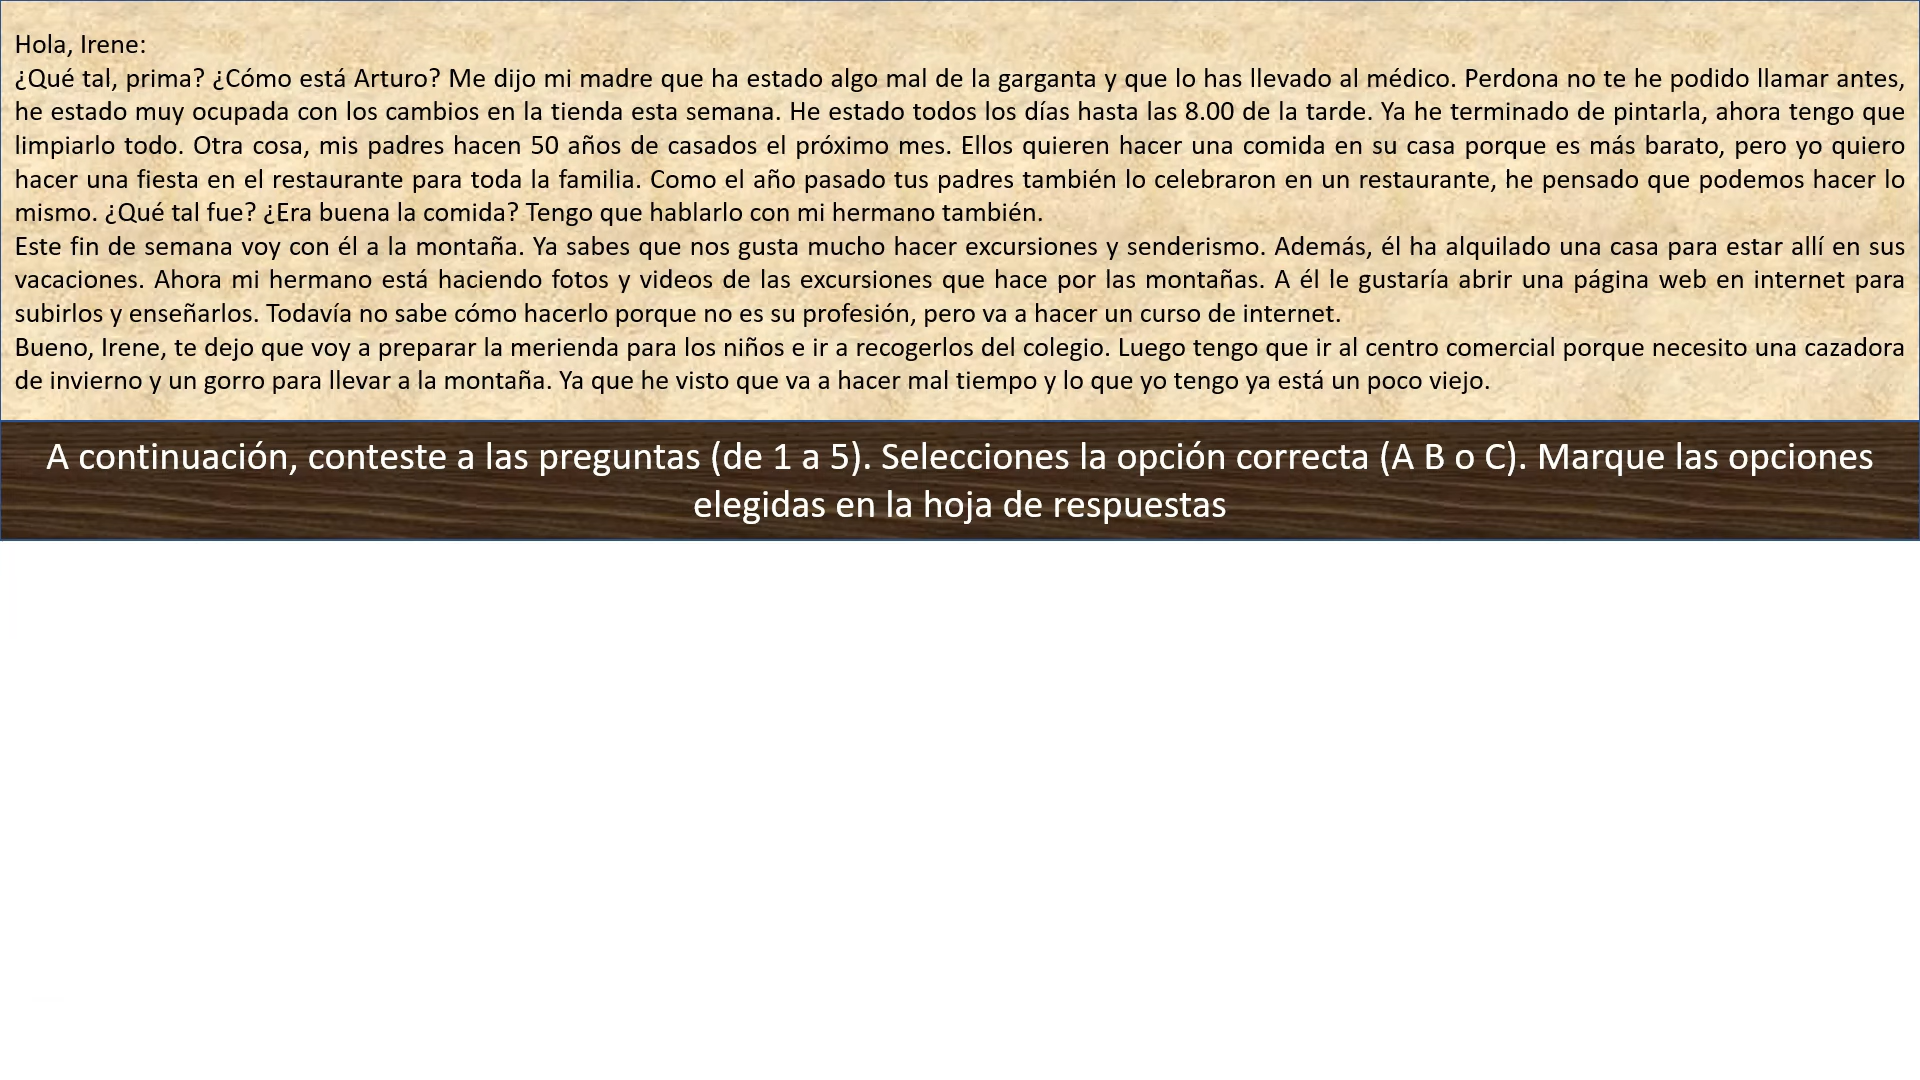 Hola, Irene:
¿Qué tal, prima? ¿Cómo está Arturo? Me dijo mi madre que ha estado algo mal de la garganta y que lo has llevado al médico. Perdona no te he podido llamar antes,
he estado muy ocupada con los cambios en la tienda esta semana. He estado todos los días hasta las 8.00 de la tarde. Ya he terminado de pintarla, ahora tengo que
limpiarlo todo. Otra cosa, mis padres hacen 50 años de casados el próximo mes. Ellos quieren hacer una comida en su casa porque es más barato, pero yo quiero
hacer una fiesta en el restaurante para toda la familia. Como el año pasado tus padres también lo celebraron en un restaurante, he pensado que podemos hacer lo
mismo. ¿Qué tal fue? ¿Era buena la comida? Tengo que hablarlo con mi hermano también.
Este fin de semana voy con él a la montaña. Ya sabes que nos gusta mucho hacer excursiones y senderismo. Además, él ha alquilado una casa para estar allí en sus
vacaciones. Ahora mi hermano está haciendo fotos y videos de las excursiones que hace por las montañas. A él le gustaría abrir una página web en internet para
subirlos y enseñarlos. Todavía no sabe cómo hacerlo porque no es su profesión, pero va a hacer un curso de internet.
Bueno, Irene, te dejo que voy a preparar la merienda para los niños e ir a recogerlos del colegio. Luego tengo que ir al centro comercial porque necesito una cazadora
de invierno y un gorro para llevar a la montaña. Ya que he visto que va a hacer mal tiempo y lo que yo tengo ya está un poco viejo.
A continuación, conteste a las preguntas (de 1 a 5). Selecciones la opción correcta (A B o C). Marque las opciones
elegidas en la hoja de respuestas